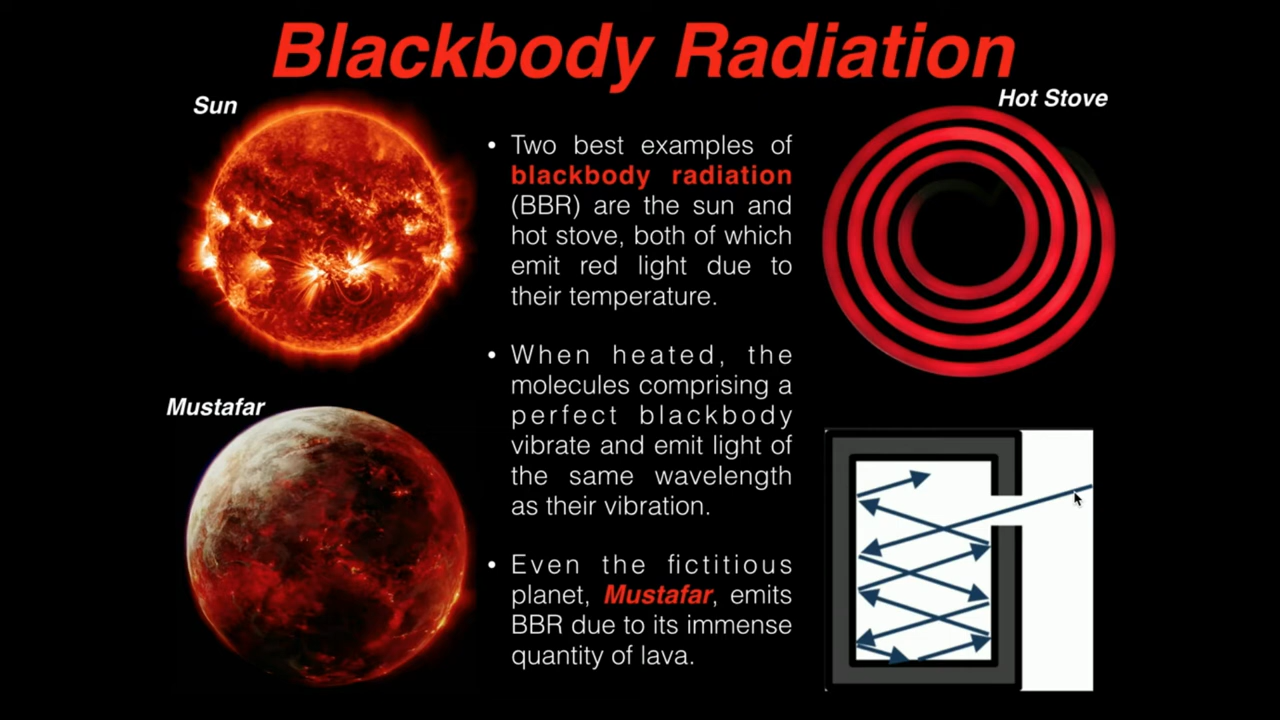 Blackbody Radiation
Sun
Hot Stove
• Two best examples of
blackbody radiation
(BBR) are the sun and
hot stove, both of which
emit red light due to
their temperature.
• When heated, the
molecules comprising a
perfect blackbody
vibrate and emit light of
the same wavelength
as their vibration.
Mustafar
• Even the fictitious
planet, Mustafar, emits
BBR due to its immense
quantity of lava.